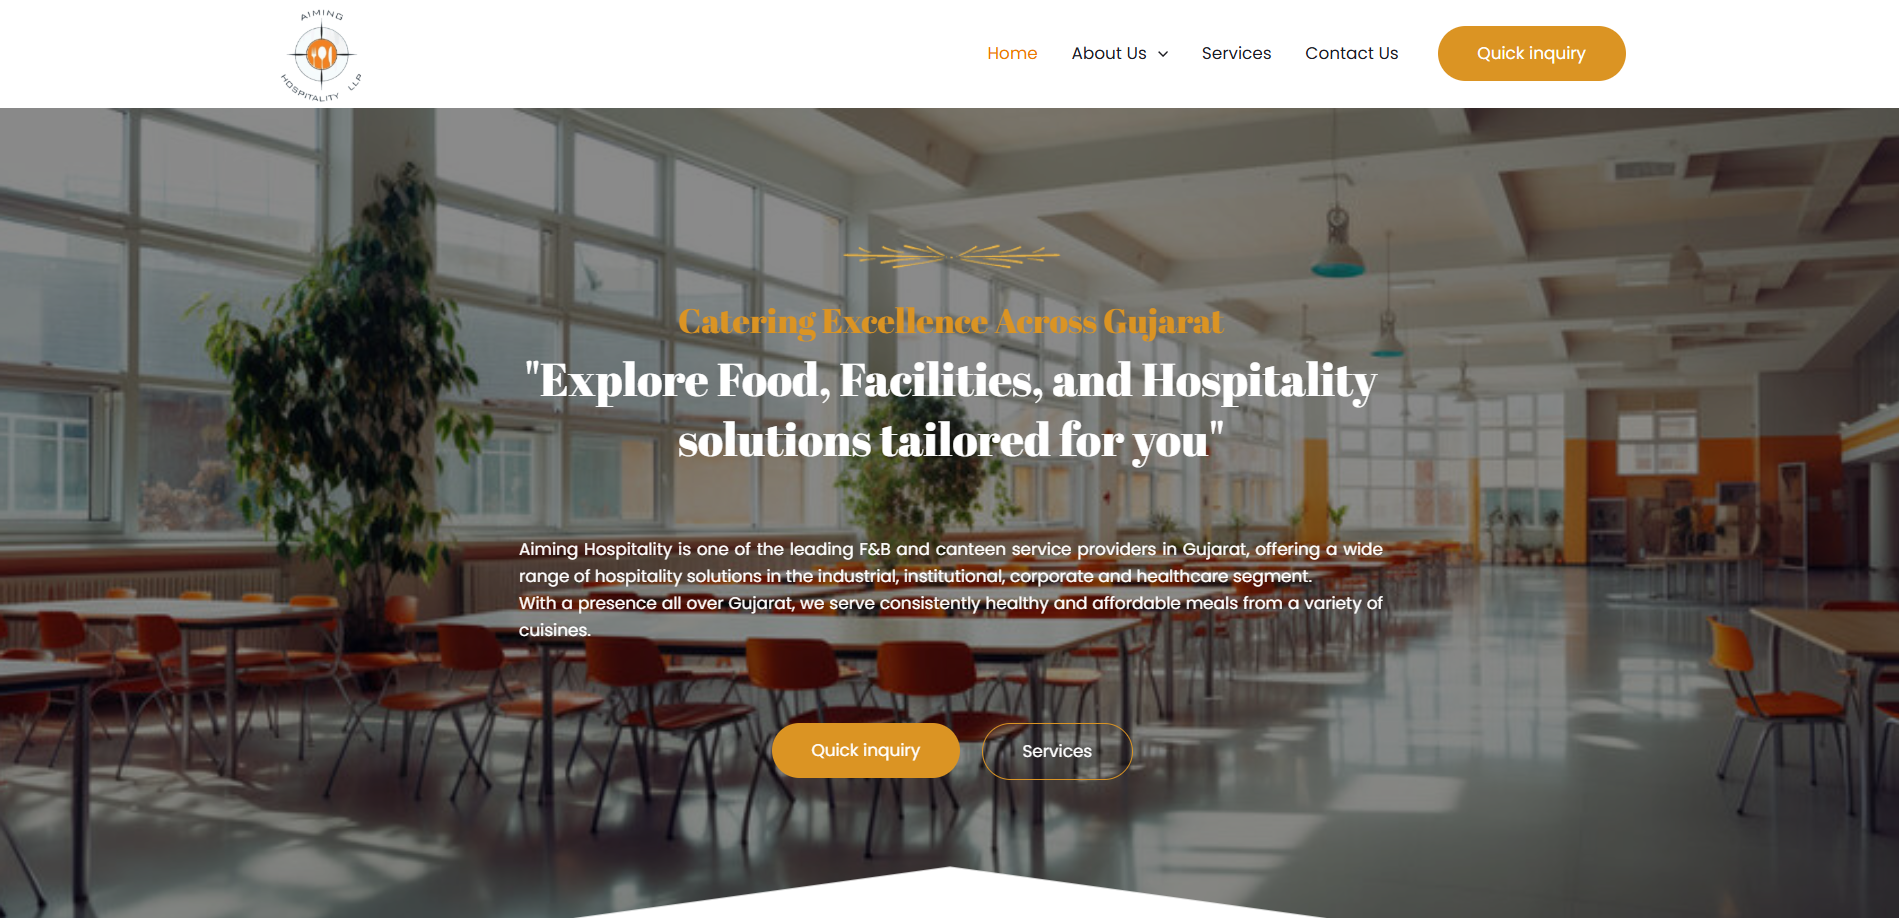 AIMING
HOSPITALITY LLP
Home About Us Services Contact Us Quick inquiry
Catering Excellence Across Gujarat
"Explore Food, Facilities, and Hospitality
solutions tailored for you"
Aiming Hospitality is one of the leading F&B and canteen service providers in Gujarat, offering a wide
range of hospitality solutions in the industrial, institutional, corporate and healthcare segment.
With a presence all over Gujarat, we serve consistently healthy and affordable meals from a variety of
cuisines.
Quick inquiry Services